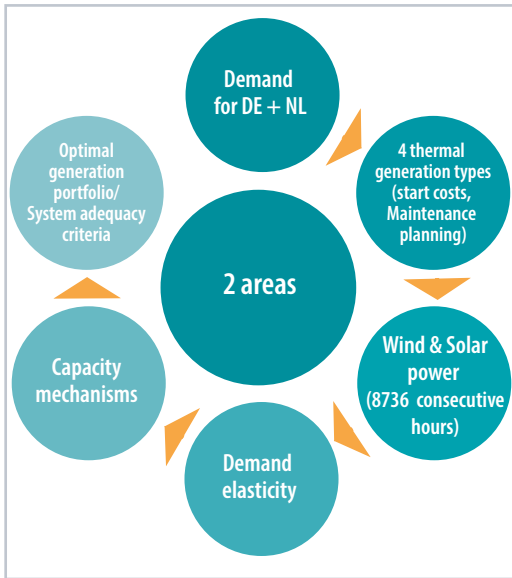 Demand
for DE + NL
4 thermal
generation types
(start costs,
Maintenance
planning)
Wind & Solar
power
(8736 consecutive
hours)
Demand
elasticity
Capacity
mechanisms
Optimal
generation
portfolio/
System adequacy
criteria
2 areas